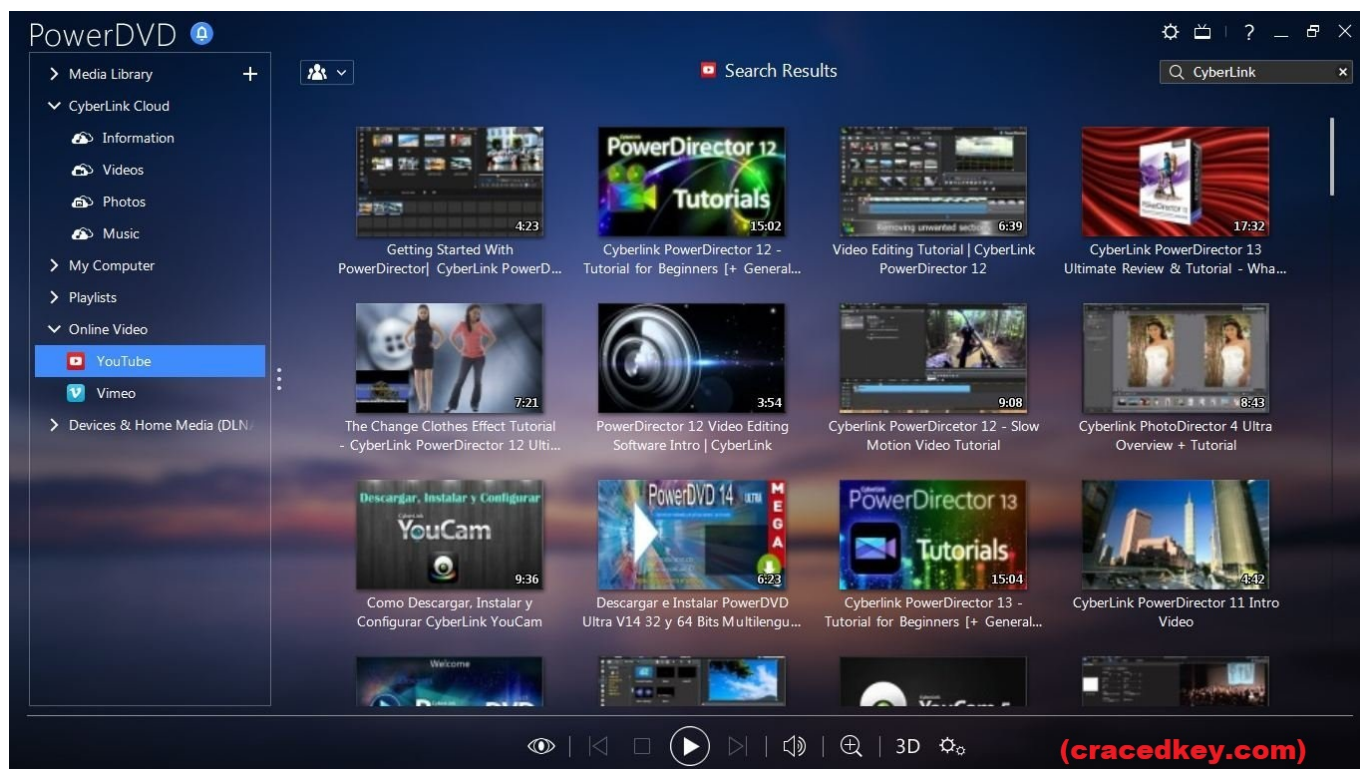 PowerDVD
Media Library
CyberLink Cloud
Information
Videos
Photos
Music
My Computer
Playlists
Online Video
YouTube
Vimeo
Devices & Home Media (DLN
Search Results
CyberLink
4:23
Getting Started With
PowerDirector| CyberLink PowerD...
PowerDirector 12
Tutorials
15:02
Cyberlink PowerDirector 12 -
Tutorial for Beginners [+ General...
Removing unwanted section
6:39
Video Editing Tutorial | CyberLink
PowerDirector 12
17:32
CyberLink PowerDirector 13
Ultimate Review & Tutorial - Wha...
7:21
The Change Clothes Effect Tutorial
- CyberLink PowerDirector 12 Ulti...
3:54
PowerDirector 12 Video Editing
Software Intro | CyberLink
9:08
Cyberlink PowerDircetor 12 - Slow
Motion Video Tutorial
8:43
Cyberlink PhotoDirector 4 Ultra
Overview + Tutorial
Descargar, Instalar y Configurar
CyberLink
YouCam
9:36
Como Descargar, Instalar y
Configurar CyberLink YouCam
PowerDVD 14 ULTRA
MEGA
6:23
Descargar e Instalar PowerDVD
Ultra V14 32 y 64 Bits Multilengu...
CyberLink
PowerDirector 13
Tutorials
15:04
Cyberlink PowerDirector 13 -
Tutorial for Beginners [+ General...
4:42
CyberLink PowerDirector 11 Intro
Video
Welcome
3D
(cracedkey.com)